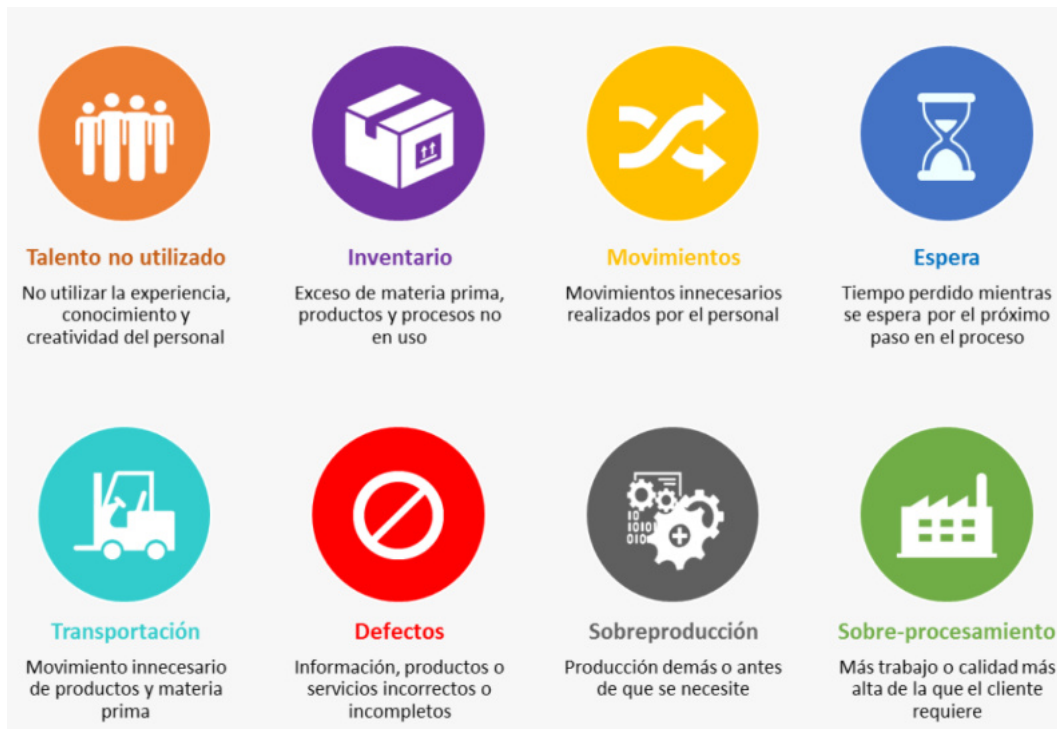 Talento no utilizado
No utilizar la experiencia,
conocimiento y
creatividad del personal
Inventario
Exceso de materia prima,
productos y procesos no
en uso
Movimientos
Movimientos innecesarios
realizados por el personal
Espera
Tiempo perdido mientras
se espera por el próximo
paso en el proceso
Transportación
Movimiento innecesario
de productos y materia
prima
Defectos
Información, productos o
servicios incorrectos o
incompletos
10
1010
010
Sobreproducción
Producción demás o antes
de que se necesite
Sobre-procesamiento
Más trabajo o calidad más
alta de la que el cliente
requiere